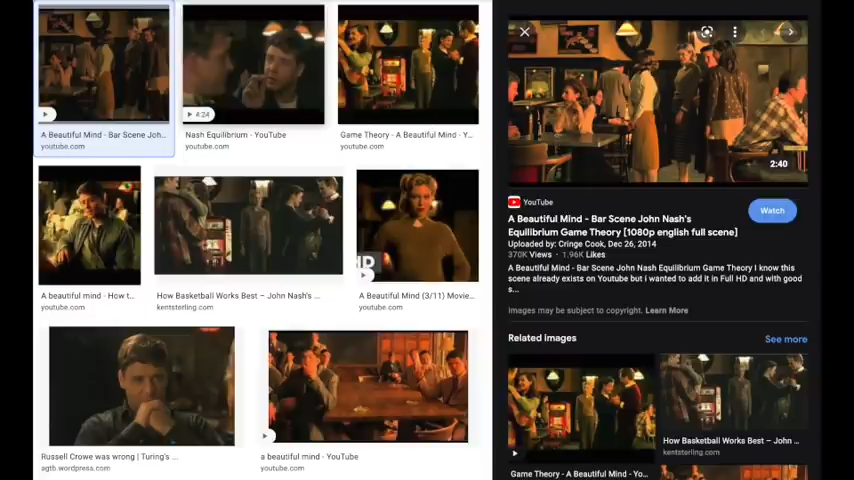 A Beautiful Mind - Bar Scene Joh...
youtube.com
4:24
Nash Equilibrium - YouTube
youtube.com
Game Theory - A Beautiful Mind - Y...
youtube.com
A beautiful mind - How t...
youtube.com
How Basketball Works Best – John Nash's ...
kentsterling.com
HD
A Beautiful Mind (3/11) Movie...
youtube.com
Russell Crowe was wrong | Turing's ...
agtb.wordpress.com
a beautiful mind - YouTube
youtube.com
2:40
YouTube
A Beautiful Mind - Bar Scene John Nash's
Equilibrium Game Theory [1080p english full scene]
Watch
Uploaded by: Cringe Cook, Dec 26, 2014
370K Views · 1.96K Likes
A Beautiful Mind - Bar Scene John Nash Equilibrium Game Theory I know this
scene already exists on Youtube but i wanted to add it in Full HD and with good
s...
Images may be subject to copyright. Learn More
Related images
See more
How Basketball Works Best – John ...
kentsterling.com
Game Theory - A Beautiful Mind - Yo...